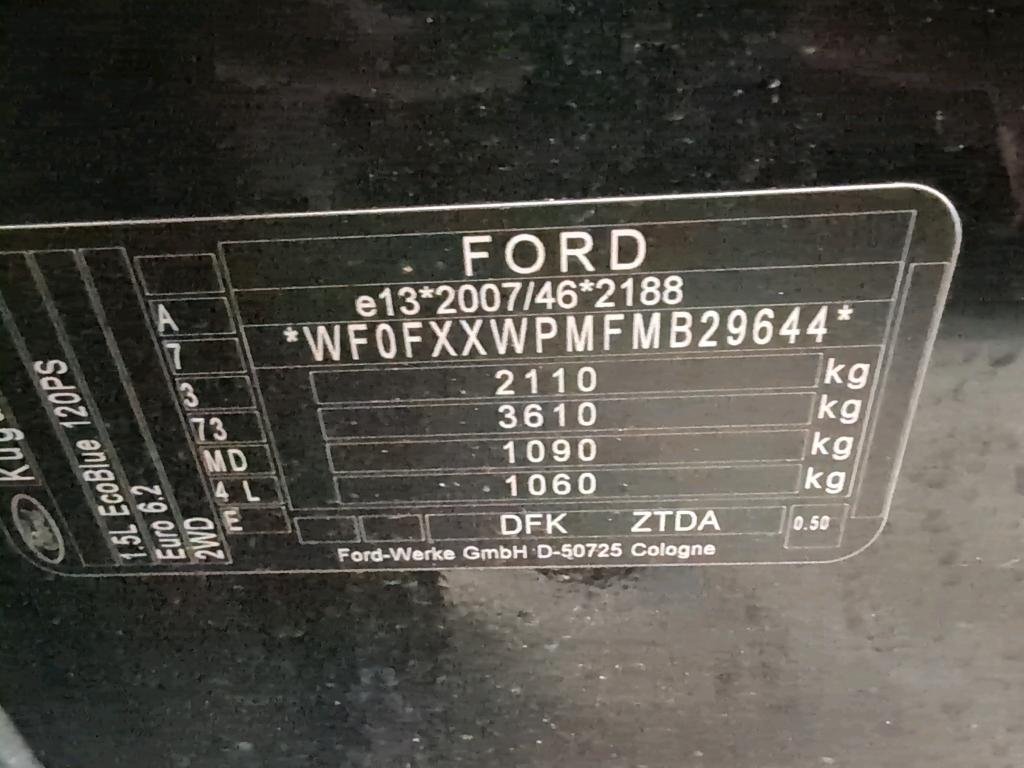 FORD
e13*2007/46*2188
*WF0FXXWPMFMB29644*
2110 kg
3610 kg
1090 kg
1060 kg
DFK ZTDA 0.50
Ford-Werke GmbH D-50725 Cologne
A
7
3
73
MD
4 L
E
Ford
1.5L EcoBlue 120PS
Euro 6.2
2WD